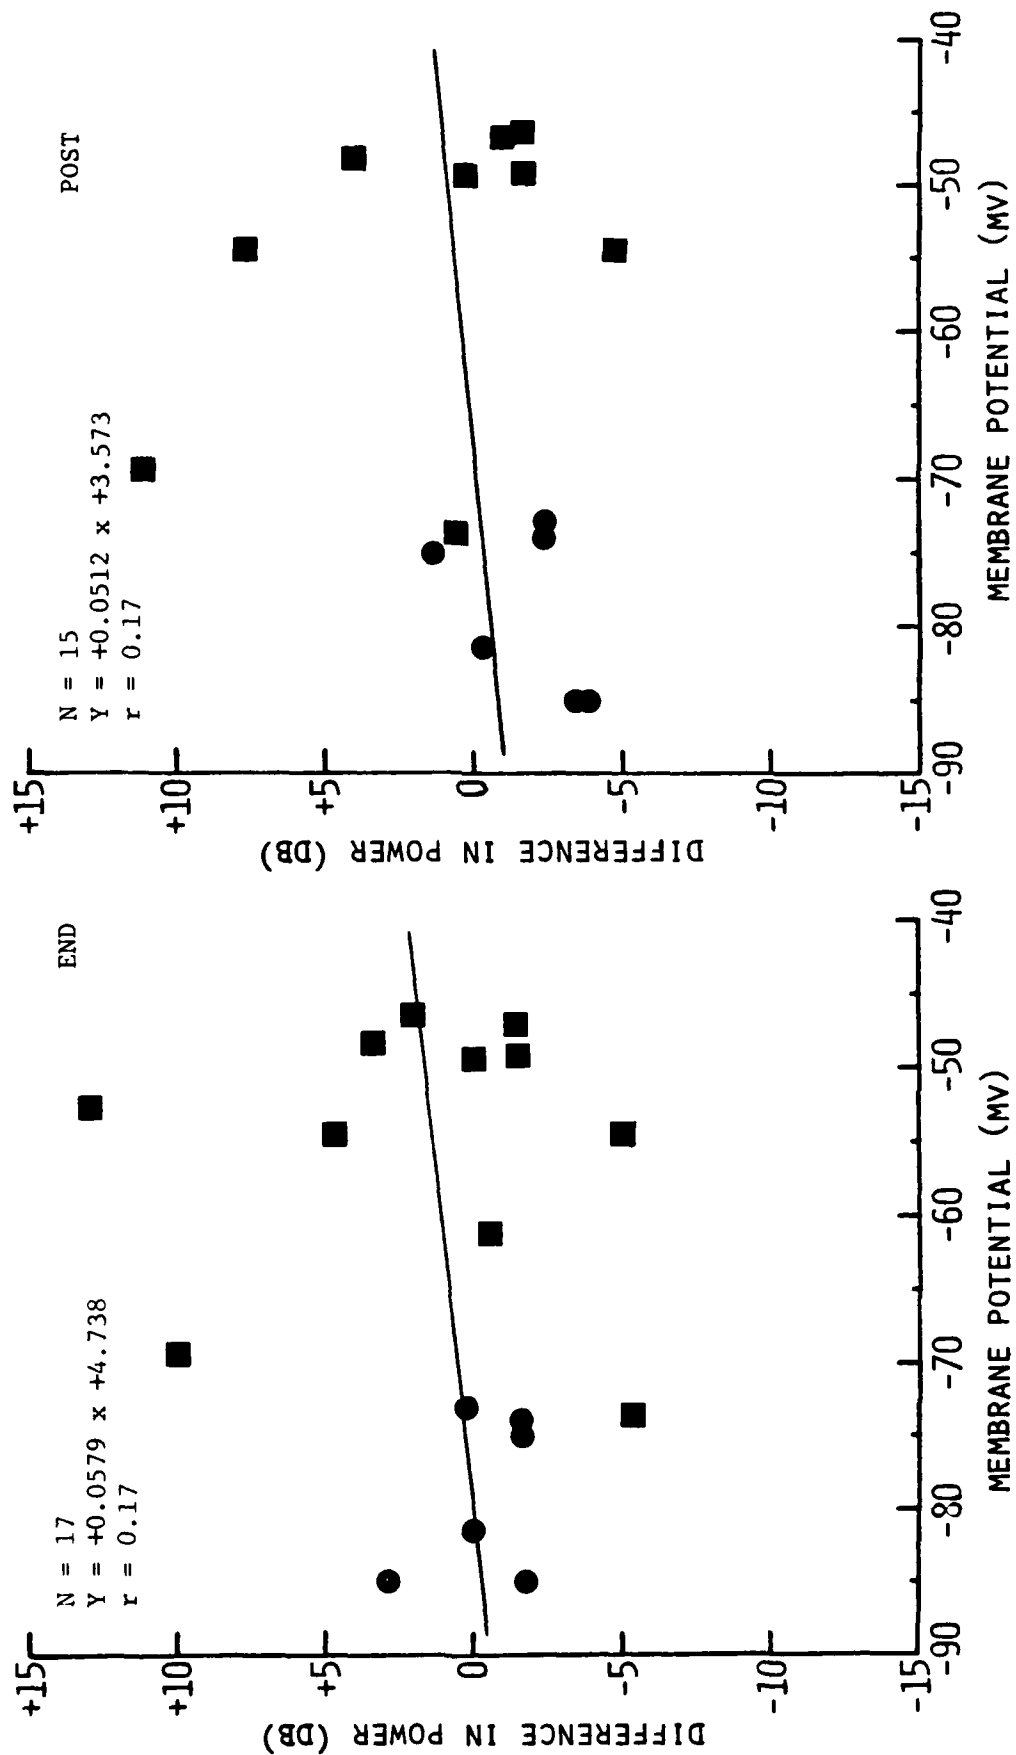 END
N = 17
Y = +0.0579 x +4.738
r = 0.17
+15
+10
+5
0
-5
-10
-15
DIFFERENCE IN POWER (DB)
-90
-80
-70
-60
-50
-40
MEMBRANE POTENTIAL (MV)
POST
N = 15
Y = +0.0512 x +3.573
r = 0.17
+15
+10
+5
0
-5
-10
-15
DIFFERENCE IN POWER (DB)
-90
-80
-70
-60
-50
-40
MEMBRANE POTENTIAL (MV)